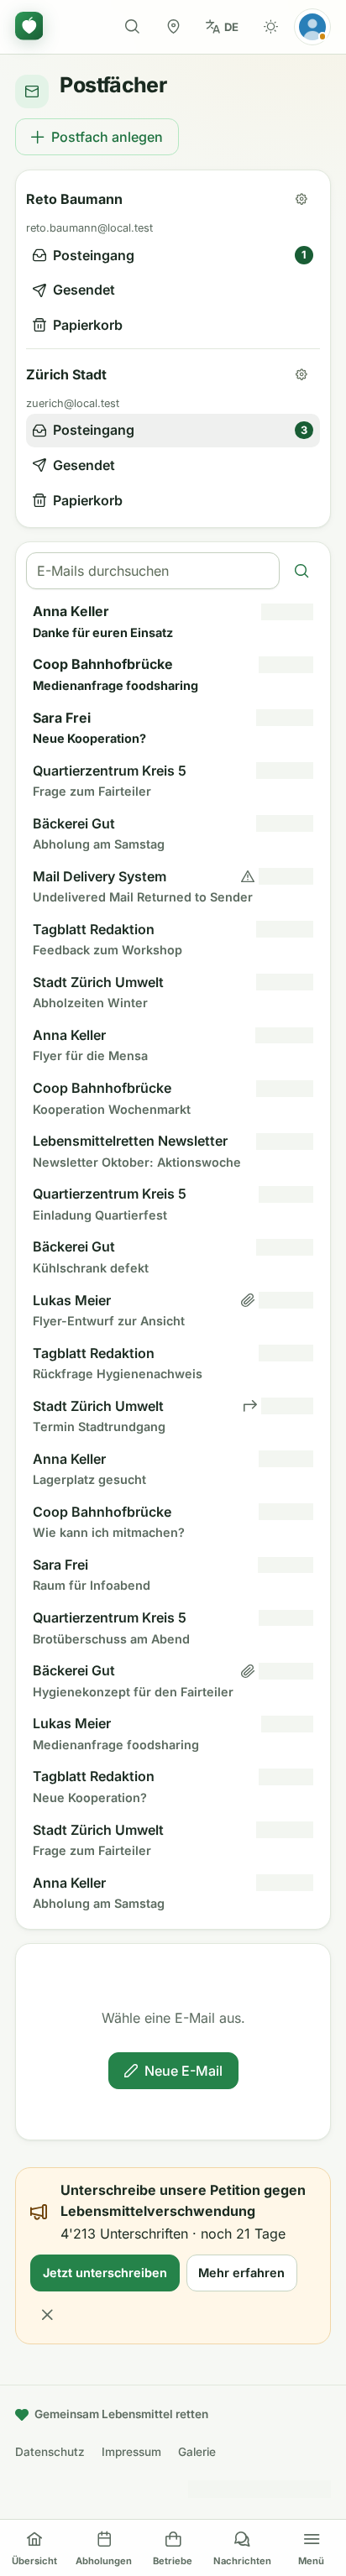 DE
Postfächer
Postfach anlegen
Reto Baumann
reto.baumann@local.test
Posteingang 1
Gesendet
Papierkorb
Zürich Stadt
zuerich@local.test
Posteingang 3
Gesendet
Papierkorb
E-Mails durchsuchen
Anna Keller
Danke für euren Einsatz
Coop Bahnhofbrücke
Medienanfrage foodsharing
Sara Frei
Neue Kooperation?
Quartierzentrum Kreis 5
Frage zum Fairteiler
Bäckerei Gut
Abholung am Samstag
Mail Delivery System
Undelivered Mail Returned to Sender
Tagblatt Redaktion
Feedback zum Workshop
Stadt Zürich Umwelt
Abholzeiten Winter
Anna Keller
Flyer für die Mensa
Coop Bahnhofbrücke
Kooperation Wochenmarkt
Lebensmittelretten Newsletter
Newsletter Oktober: Aktionswoche
Quartierzentrum Kreis 5
Einladung Quartierfest
Bäckerei Gut
Kühlschrank defekt
Lukas Meier
Flyer-Entwurf zur Ansicht
Tagblatt Redaktion
Rückfrage Hygienenachweis
Stadt Zürich Umwelt
Termin Stadtrundgang
Anna Keller
Lagerplatz gesucht
Coop Bahnhofbrücke
Wie kann ich mitmachen?
Sara Frei
Raum für Infoabend
Quartierzentrum Kreis 5
Brotüberschuss am Abend
Bäckerei Gut
Hygienekonzept für den Fairteiler
Lukas Meier
Medienanfrage foodsharing
Tagblatt Redaktion
Neue Kooperation?
Stadt Zürich Umwelt
Frage zum Fairteiler
Anna Keller
Abholung am Samstag
Wähle eine E-Mail aus.
Neue E-Mail
Unterschreibe unsere Petition gegen
Lebensmittelverschwendung
4'213 Unterschriften · noch 21 Tage
Jetzt unterschreiben Mehr erfahren
Gemeinsam Lebensmittel retten
Datenschutz Impressum Galerie
Übersicht Abholungen Betriebe Nachrichten Menü